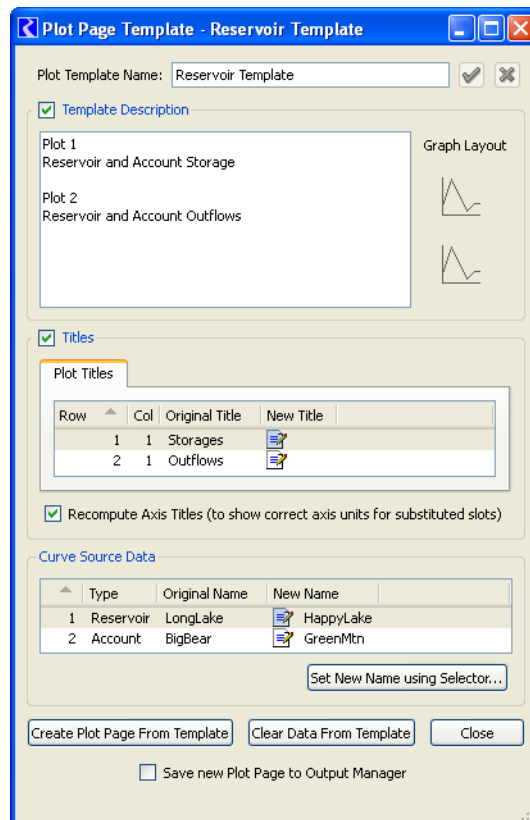 Plot Page Template - Reservoir Template
Plot Template Name: Reservoir Template
Template Description
Plot 1
Reservoir and Account Storage
Plot 2
Reservoir and Account Outflows
Graph Layout
Titles
Plot Titles
Row Col Original Title New Title
1 1 Storages
2 1 Outflows
Recompute Axis Titles (to show correct axis units for substituted slots)
Curve Source Data
Type Original Name New Name
1 Reservoir LongLake HappyLake
2 Account BigBear GreenMtn
Set New Name using Selector...
Create Plot Page From Template Clear Data From Template Close
Save new Plot Page to Output Manager